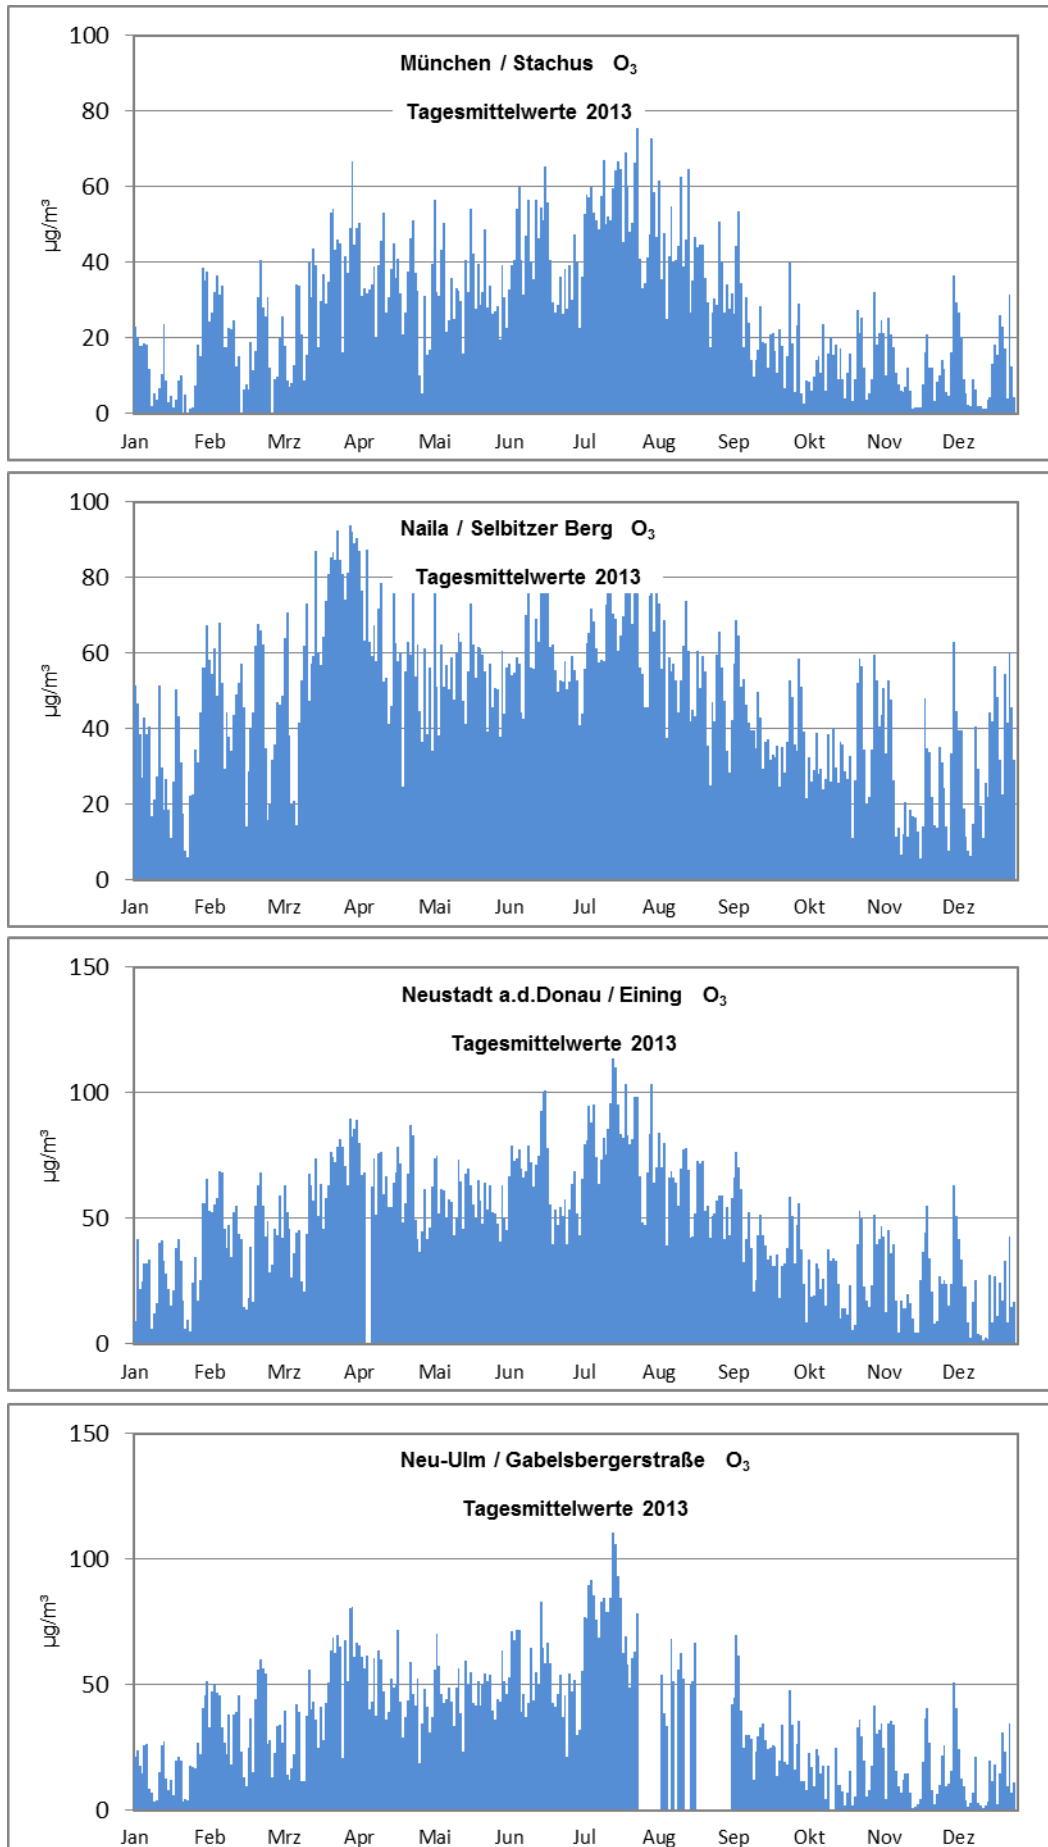 München / Stachus O₃
Tagesmittelwerte 2013
µg/m³
100
80
60
40
20
0
Jan Feb Mrz Apr Mai Jun Jul Aug Sep Okt Nov Dez
Naila / Selbitzer Berg O₃
Tagesmittelwerte 2013
µg/m³
100
80
60
40
20
0
Jan Feb Mrz Apr Mai Jun Jul Aug Sep Okt Nov Dez
Neustadt a.d.Donau / Eining O₃
Tagesmittelwerte 2013
µg/m³
150
100
50
0
Jan Feb Mrz Apr Mai Jun Jul Aug Sep Okt Nov Dez
Neu-Ulm / Gabelsbergerstraße O₃
Tagesmittelwerte 2013
µg/m³
150
100
50
0
Jan Feb Mrz Apr Mai Jun Jul Aug Sep Okt Nov Dez